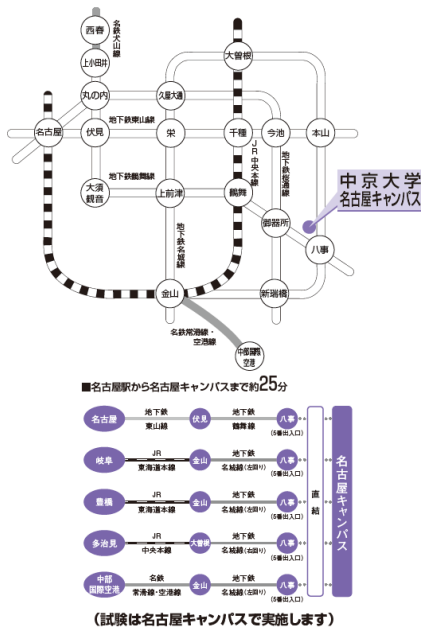 名鉄犬山線
西春
上小田井
大曽根
丸の内
久屋大通
名古屋
伏見
地下鉄東山線
栄
千種
今池
本山
JR中央本線
地下鉄桜通線
大須
観音
地下鉄鶴舞線
上前津
鶴舞
中京大学
名古屋キャンパス
御器所
地下鉄名城線
八事
金山
新瑞橋
名鉄常滑線・
空港線
中部国際
空港
■名古屋駅から名古屋キャンパスまで約25分
名古屋
地下鉄
東山線
伏見
地下鉄
鶴舞線
八事
(5番出入口)
岐阜
JR
東海道本線
金山
地下鉄
名城線(左回り)
八事
(5番出入口)
豊橋
JR
東海道本線
金山
地下鉄
名城線(左回り)
八事
(5番出入口)
多治見
JR
中央本線
大曽根
地下鉄
名城線(右回り)
八事
(5番出入口)
中部
国際空港
名鉄
常滑線・空港線
金山
地下鉄
名城線(左回り)
八事
(5番出入口)
直結
名古屋キャンパス
(試験は名古屋キャンパスで実施します)